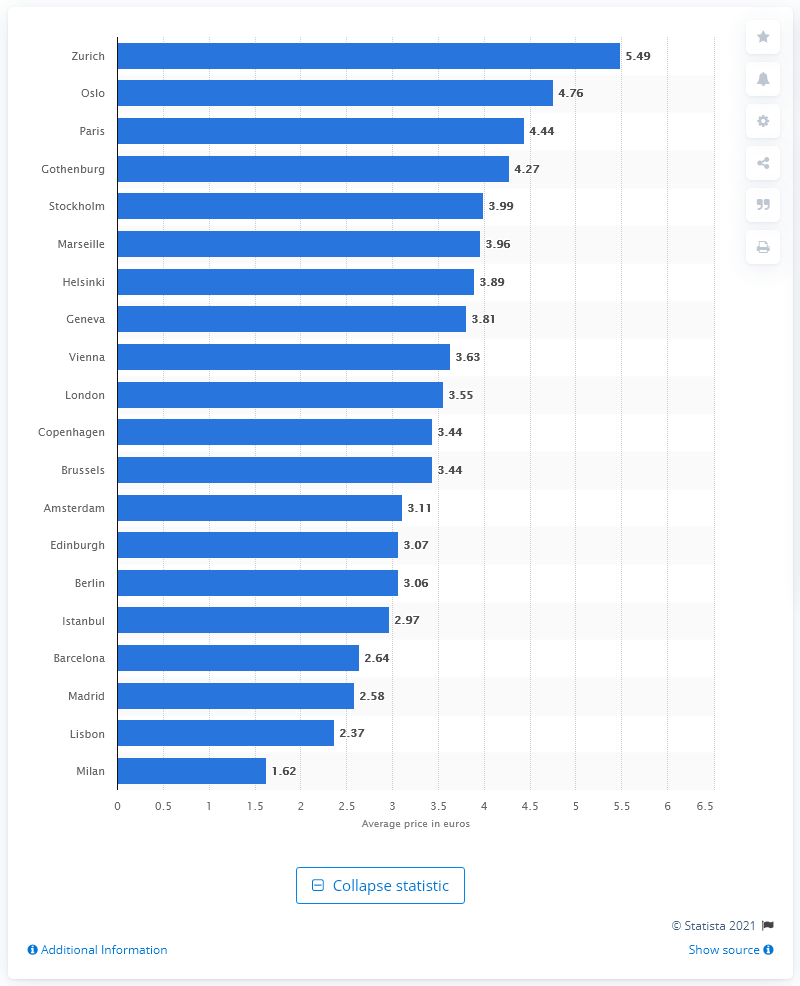 Zurich 5.49
Oslo 4.76
Paris 4.44
Gothenburg 4.27
Stockholm 3.99
Marseille 3.96
Helsinki 3.89
Geneva 3.81
Vienna 3.63
London 3.55
Copenhagen 3.44
Brussels 3.44
Amsterdam 3.11
Edinburgh 3.07
Berlin 3.06
Istanbul 2.97
Barcelona 2.64
Madrid 2.58
Lisbon 2.37
Milan 1.62
0 0.5 1 1.5 2 2.5 3 3.5 4 4.5 5 5.5 6 6.5
Average price in euros
Collapse statistic
© Statista 2021
Additional Information Show source